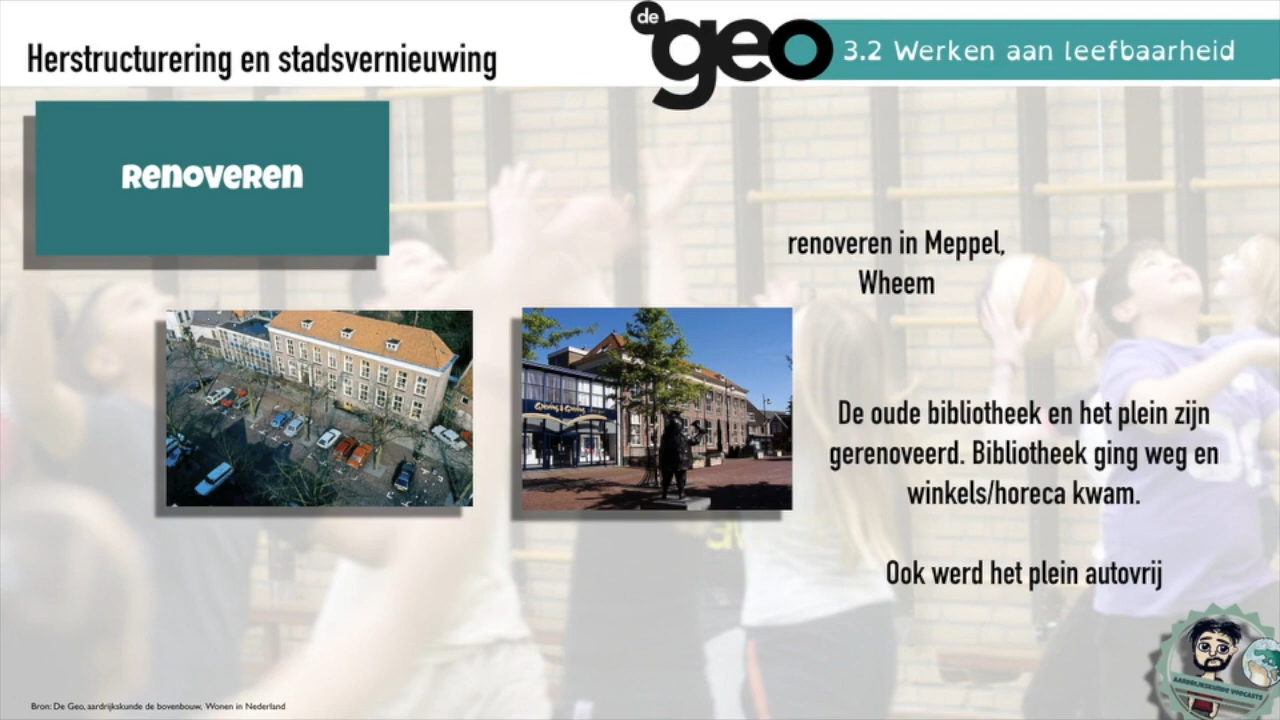 Herstructurering en stadsvernieuwing
de
geo
3.2 Werken aan leefbaarheid
Renoveren
renoveren in Meppel,
Wheem
De oude bibliotheek en het plein zijn
gerenoveerd. Bibliotheek ging weg en
winkels/horeca kwam.
Ook werd het plein autovrij
AARDRIJKSKUNDE VODCASTS
Bron: De Geo, aardrijkskunde de bovenbouw, Wonen in Nederland